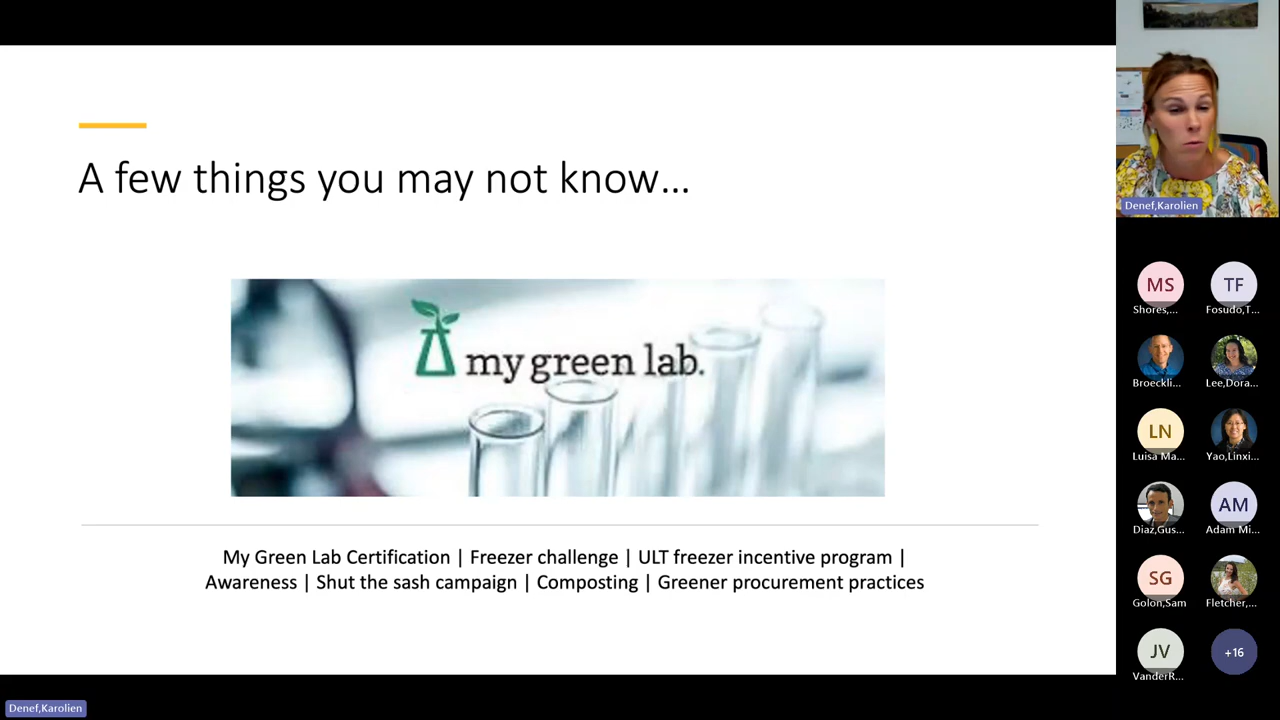 A few things you may not know...
my green lab.
My Green Lab Certification | Freezer challenge | ULT freezer incentive program |
Awareness | Shut the sash campaign | Composting | Greener procurement practices
Denef,Karolien
MS
TF
Shores,...
Fosudo,T...
Broeckli...
Lee,Dora...
LN
Luisa Ma...
Yao,Linxi...
AM
Diaz,Gus...
Adam Mi...
SG
Golon,Sam
Fletcher,...
JV
+16
VanderR...
Denef,Karolien